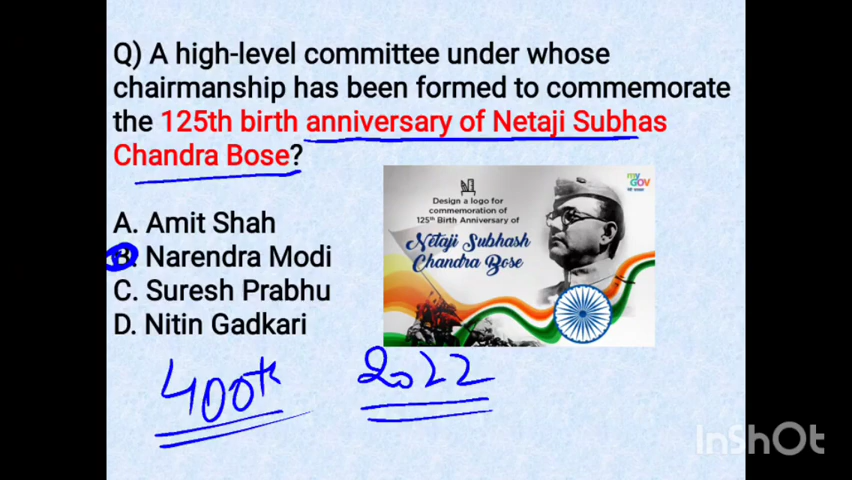 Q) A high-level committee under whose
chairmanship has been formed to commemorate
the 125th birth anniversary of Netaji Subhas
Chandra Bose?
A. Amit Shah
B. Narendra Modi
C. Suresh Prabhu
D. Nitin Gadkari
Design a logo for
commemoration of
125th Birth Anniversary of
Netaji Subhash
Chandra Bose
my
GOV
400th
2022
InShOt